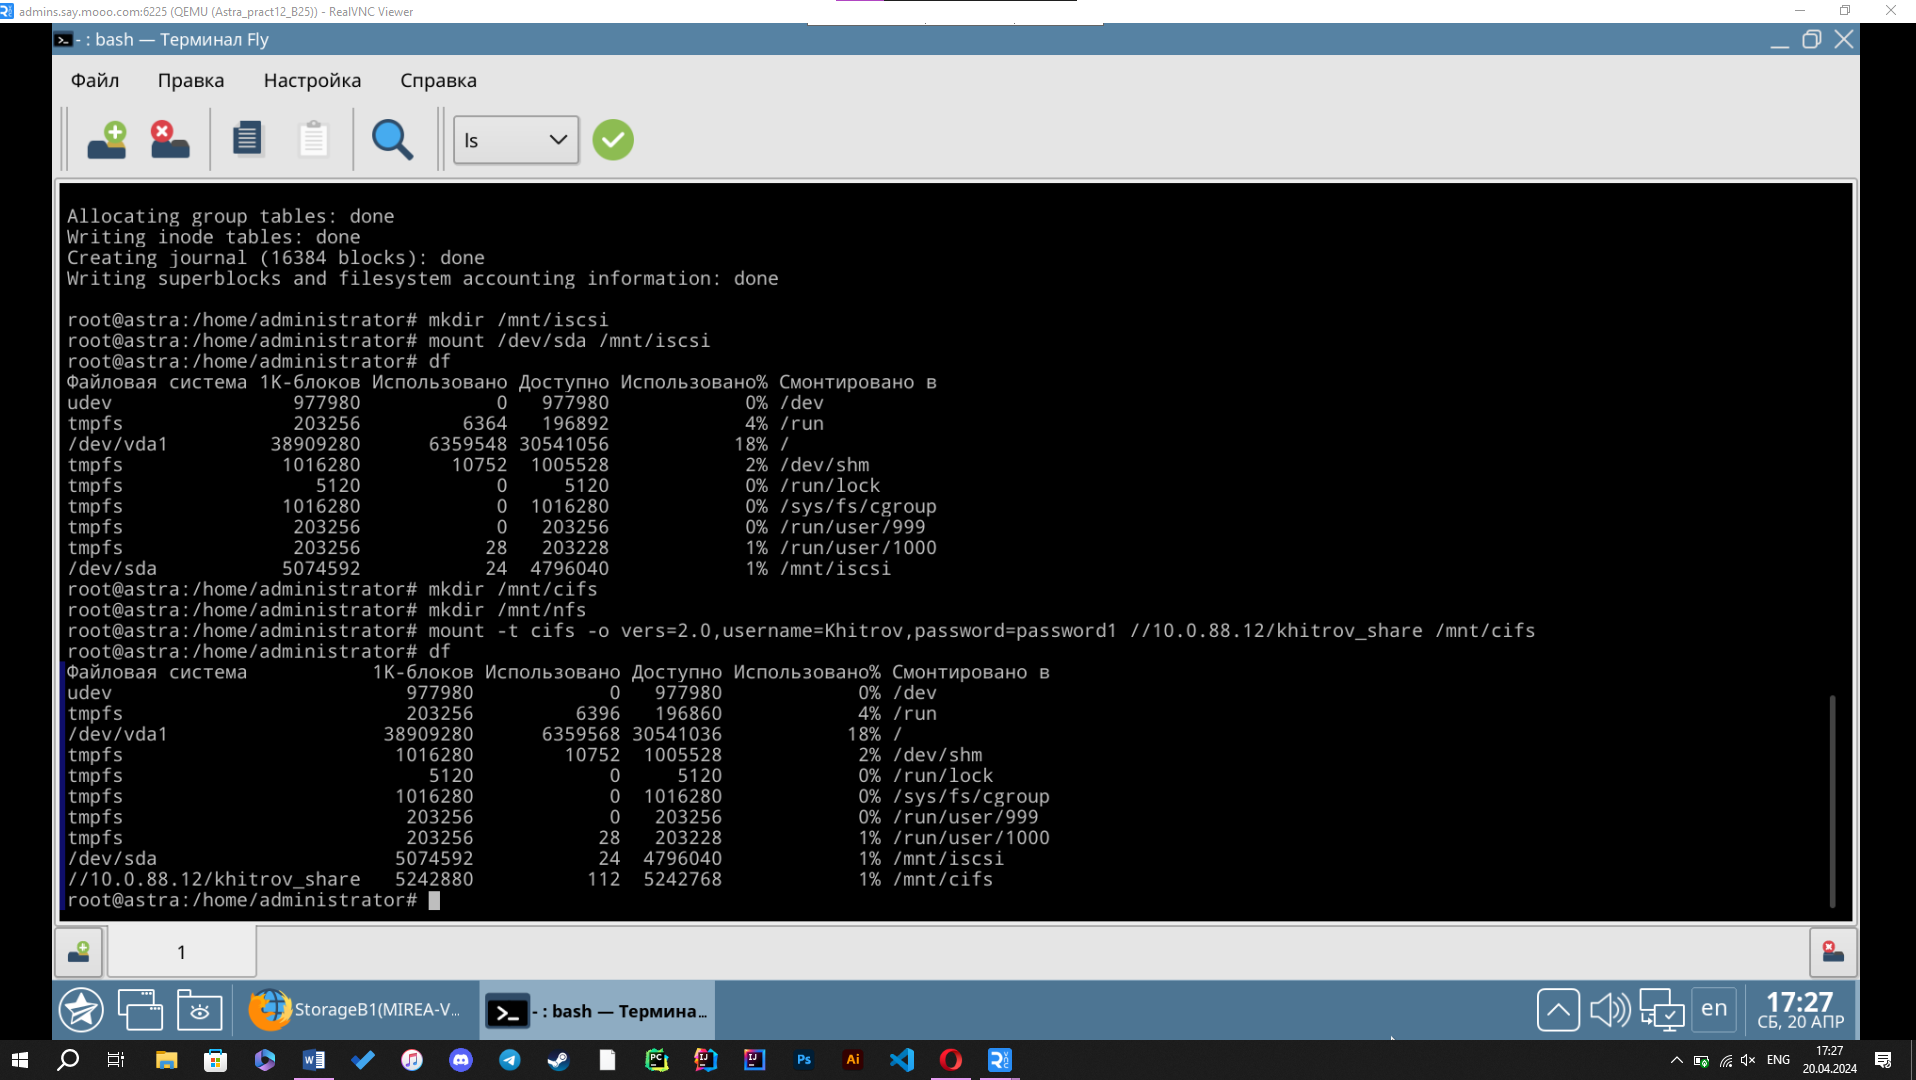 admins.say.mooo.com:6225 (QEMU (Astra_pract12_B25)) - RealVNC Viewer
- : bash — Терминал Fly
Файл Правка Настройка Справка
ls
Allocating group tables: done
Writing inode tables: done
Creating journal (16384 blocks): done
Writing superblocks and filesystem accounting information: done
root@astra:/home/administrator# mkdir /mnt/iscsi
root@astra:/home/administrator# mount /dev/sda /mnt/iscsi
root@astra:/home/administrator# df
Файловая система 1K-блоков Использовано Доступно Использовано% Смонтировано в
udev 977980 0 977980 0% /dev
tmpfs 203256 6364 196892 4% /run
/dev/vda1 38909280 6359548 30541056 18% /
tmpfs 1016280 10752 1005528 2% /dev/shm
tmpfs 5120 0 5120 0% /run/lock
tmpfs 1016280 0 1016280 0% /sys/fs/cgroup
tmpfs 203256 0 203256 0% /run/user/999
tmpfs 203256 28 203228 1% /run/user/1000
/dev/sda 5074592 24 4796040 1% /mnt/iscsi
root@astra:/home/administrator# mkdir /mnt/cifs
root@astra:/home/administrator# mkdir /mnt/nfs
root@astra:/home/administrator# mount -t cifs -o vers=2.0,username=Khitrov,password=password1 //10.0.88.12/khitrov_share /mnt/cifs
root@astra:/home/administrator# df
Файловая система 1K-блоков Использовано Доступно Использовано% Смонтировано в
udev 977980 0 977980 0% /dev
tmpfs 203256 6396 196860 4% /run
/dev/vda1 38909280 6359568 30541036 18% /
tmpfs 1016280 10752 1005528 2% /dev/shm
tmpfs 5120 0 5120 0% /run/lock
tmpfs 1016280 0 1016280 0% /sys/fs/cgroup
tmpfs 203256 0 203256 0% /run/user/999
tmpfs 203256 28 203228 1% /run/user/1000
/dev/sda 5074592 24 4796040 1% /mnt/iscsi
//10.0.88.12/khitrov_share 5242880 112 5242768 1% /mnt/cifs
root@astra:/home/administrator#
1
StorageB1(MIREA-V... - : bash — Термина... en 17:27
СБ, 20 АПР
ENG 17:27
20.04.2024